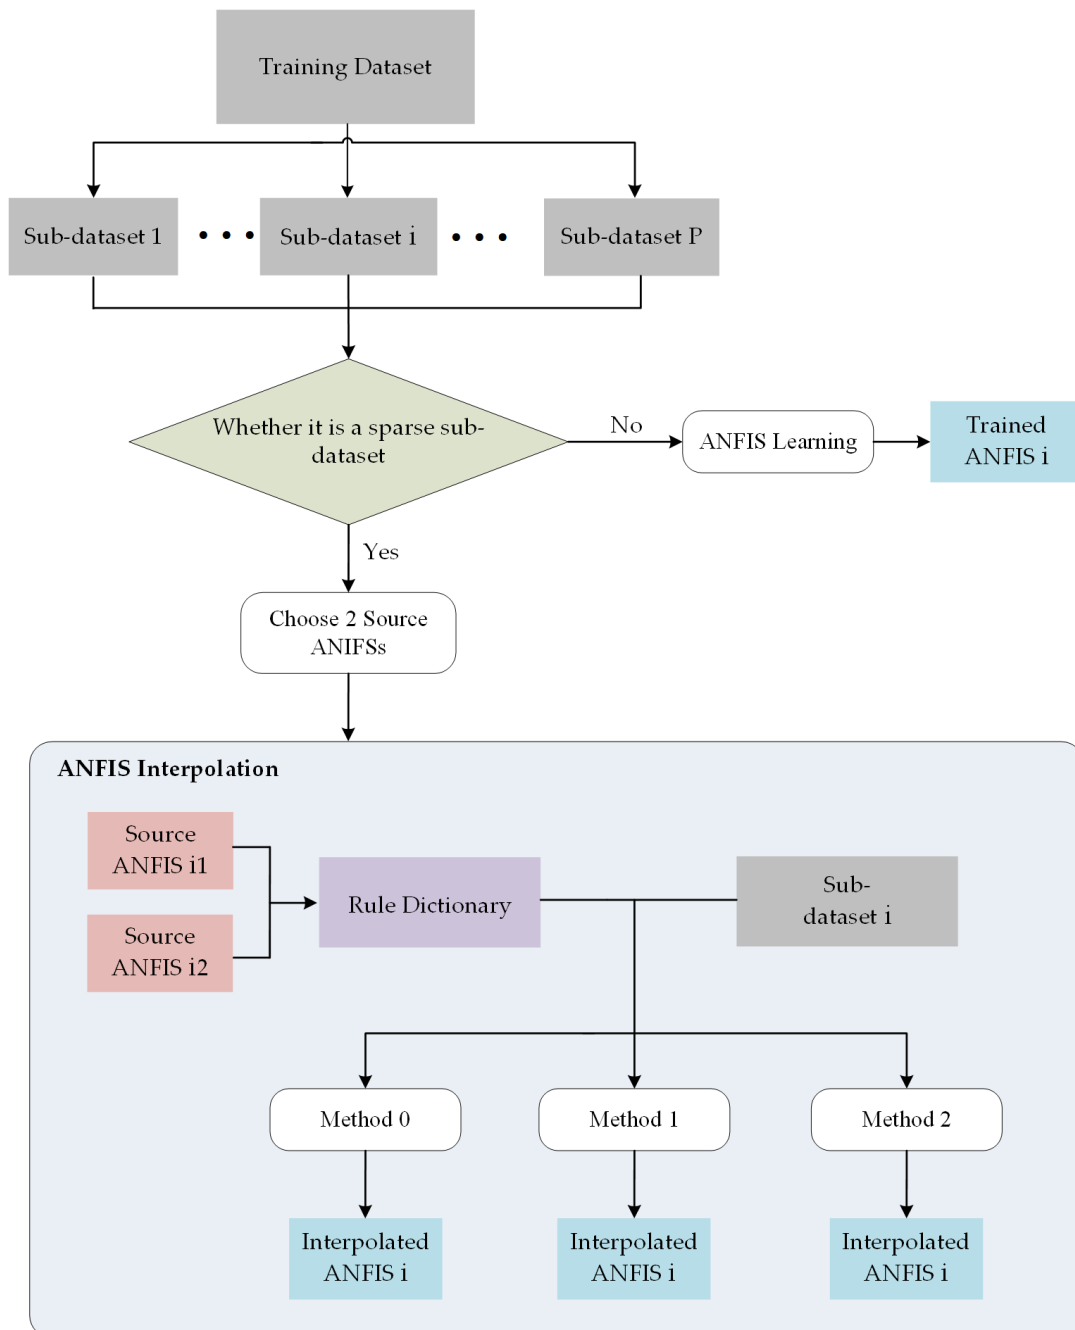 Training Dataset
Sub-dataset 1
• • •
Sub-dataset i
• • •
Sub-dataset P
Whether it is a sparse sub-
dataset
No
ANFIS Learning
Trained
ANFIS i
Yes
Choose 2 Source
ANIFSs
ANFIS Interpolation
Source
ANFIS i1
Source
ANFIS i2
Rule Dictionary
Sub-
dataset i
Method 0
Method 1
Method 2
Interpolated
ANFIS i
Interpolated
ANFIS i
Interpolated
ANFIS i